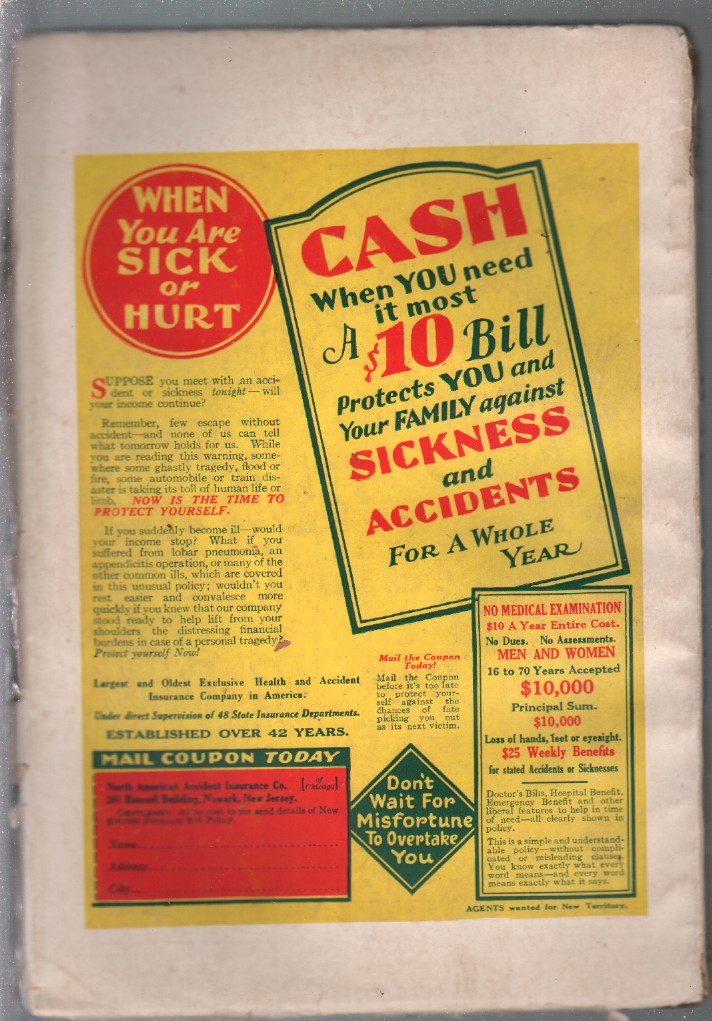 WHEN
You Are
SICK
or
HURT
CASH
When YOU need
it most
A $10 Bill
Protects YOU and
Your FAMILY against
SICKNESS
and
ACCIDENTS
FOR A WHOLE
YEAR
SUPPOSE you meet with an acci-
dent or sickness tonight—will
your income continue?
Remember, few escape without
accident—and none of us can tell
what tomorrow holds for us. While
you are reading this warning, some-
where some ghastly tragedy, flood or
fire, some automobile or train dis-
aster is taking its toll of human life or
limb. NOW IS THE TIME TO
PROTECT YOURSELF.
If you suddenly become ill—would
your income stop? What if you
suffered from lobar pneumonia, an
appendicitis operation, or many of the
other common ills, which are covered
in this unusual policy; wouldn't you
rest easier and convalesce more
quickly if you knew that our company
stood ready to help lift from your
shoulders the distressing financial
burdens in case of a personal tragedy?
Protect yourself Now!
Largest and Oldest Exclusive Health and Accident
Insurance Company in America.
Under direct Supervision of 48 State Insurance Departments.
ESTABLISHED OVER 42 YEARS.
MAIL COUPON TODAY
North American Accident Insurance Co. [of Chicago]
Building, Newark, New Jersey.
send details of New
Name
Address
City
Mail the Coupon
Today!
Mail the Coupon
before it's too late
to protect your-
self against the
chances of fate
picking you out
as its next victim.
Don't
Wait For
Misfortune
To Overtake
You
NO MEDICAL EXAMINATION
$10 A Year Entire Cost.
No Dues. No Assessments.
MEN AND WOMEN
16 to 70 Years Accepted
$10,000
Principal Sum.
$10,000
Loss of hands, feet or eyesight.
$25 Weekly Benefits
for stated Accidents or Sicknesses
Doctor's Bills, Hospital Benefit,
Emergency Benefit and other
liberal features to help in time
of need—all clearly shown in
policy.
This is a simple and understand-
able policy—without compli-
cated or misleading clauses.
You know exactly what every
word means—and every word
means exactly what it says.
AGENTS wanted for New Territory.